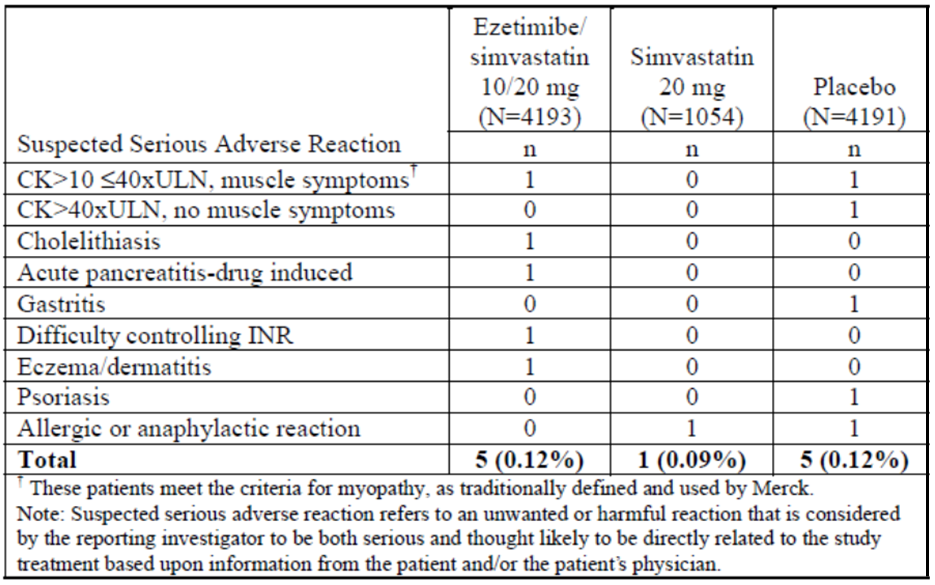 Ezetimibe/
simvastatin
10/20 mg
(N=4193)
Simvastatin
20 mg
(N=1054)
Placebo
(N=4191)
Suspected Serious Adverse Reaction n n n
CK>10 ≤40xULN, muscle symptoms† 1 0 1
CK>40xULN, no muscle symptoms 0 0 1
Cholelithiasis 1 0 0
Acute pancreatitis-drug induced 1 0 0
Gastritis 0 0 1
Difficulty controlling INR 1 0 0
Eczema/dermatitis 1 0 0
Psoriasis 0 0 1
Allergic or anaphylactic reaction 0 1 1
Total 5 (0.12%) 1 (0.09%) 5 (0.12%)
† These patients meet the criteria for myopathy, as traditionally defined and used by Merck.
Note: Suspected serious adverse reaction refers to an unwanted or harmful reaction that is considered
by the reporting investigator to be both serious and thought likely to be directly related to the study
treatment based upon information from the patient and/or the patient's physician.